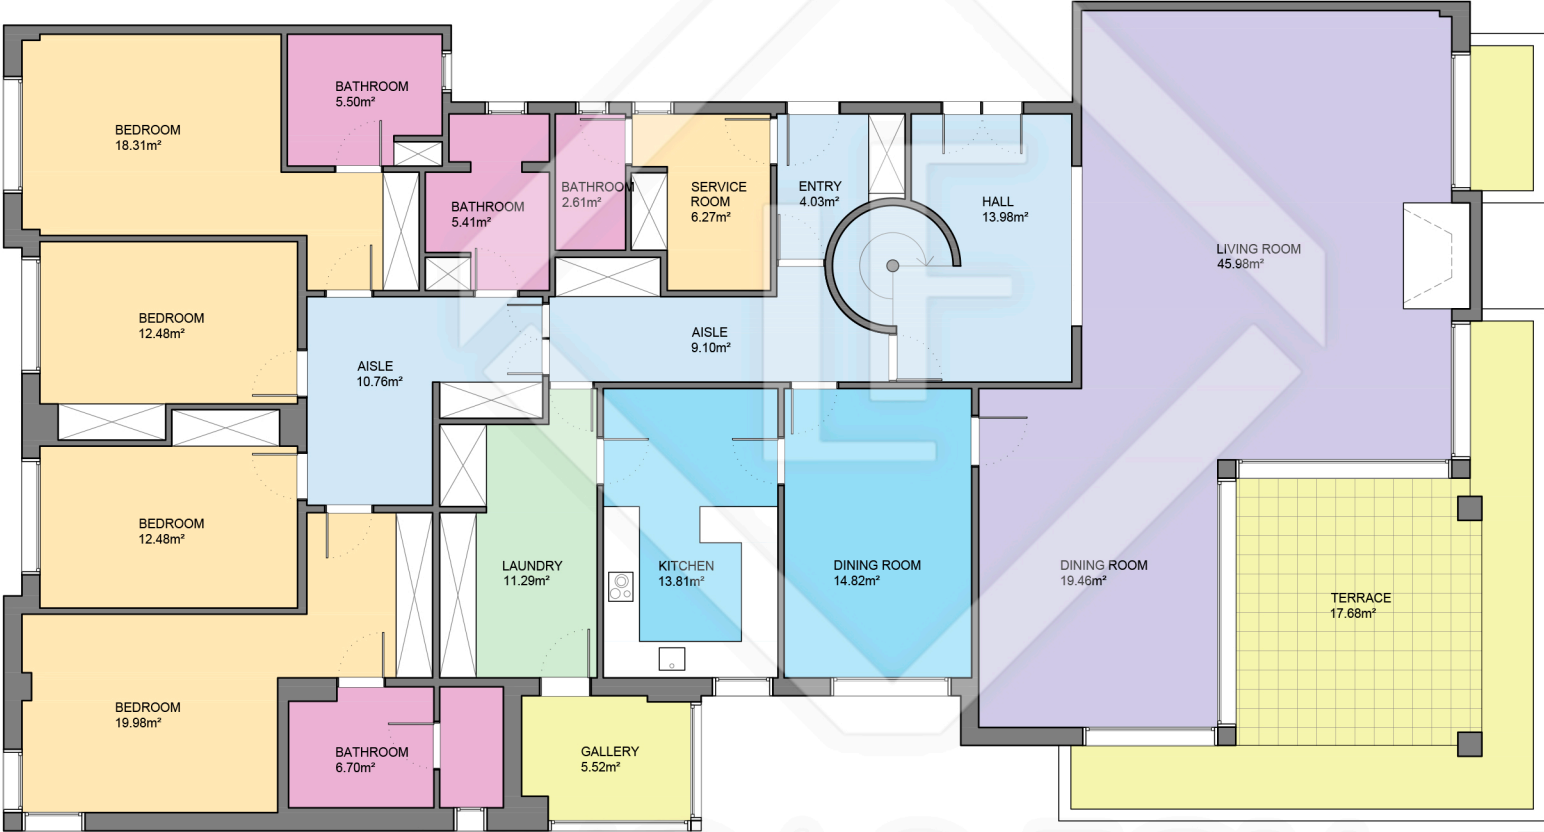 BATHROOM
5.50m²
BEDROOM
18.31m²
BATHROOM
5.41m²
BATHROOM
2.61m²
SERVICE
ROOM
6.27m²
ENTRY
4.03m²
HALL
13.98m²
LIVING ROOM
45.98m²
BEDROOM
12.48m²
AISLE
10.76m²
AISLE
9.10m²
BEDROOM
12.48m²
LAUNDRY
11.29m²
KITCHEN
13.81m²
DINING ROOM
14.82m²
DINING ROOM
19.46m²
TERRACE
17.68m²
BEDROOM
19.98m²
BATHROOM
6.70m²
GALLERY
5.52m²